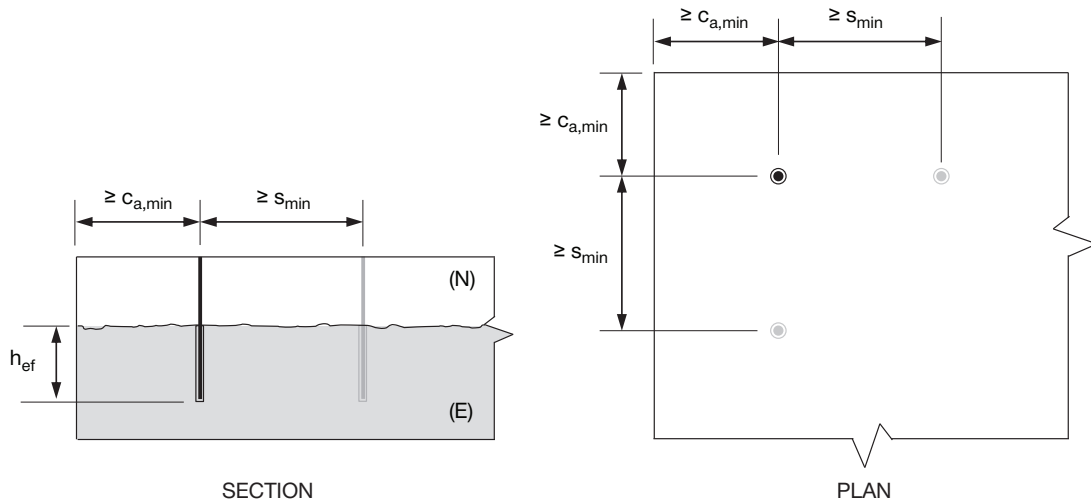 ≥ ca,min
≥ smin
(N)
hef
(E)
SECTION
≥ ca,min
≥ smin
≥ ca,min
≥ smin
PLAN